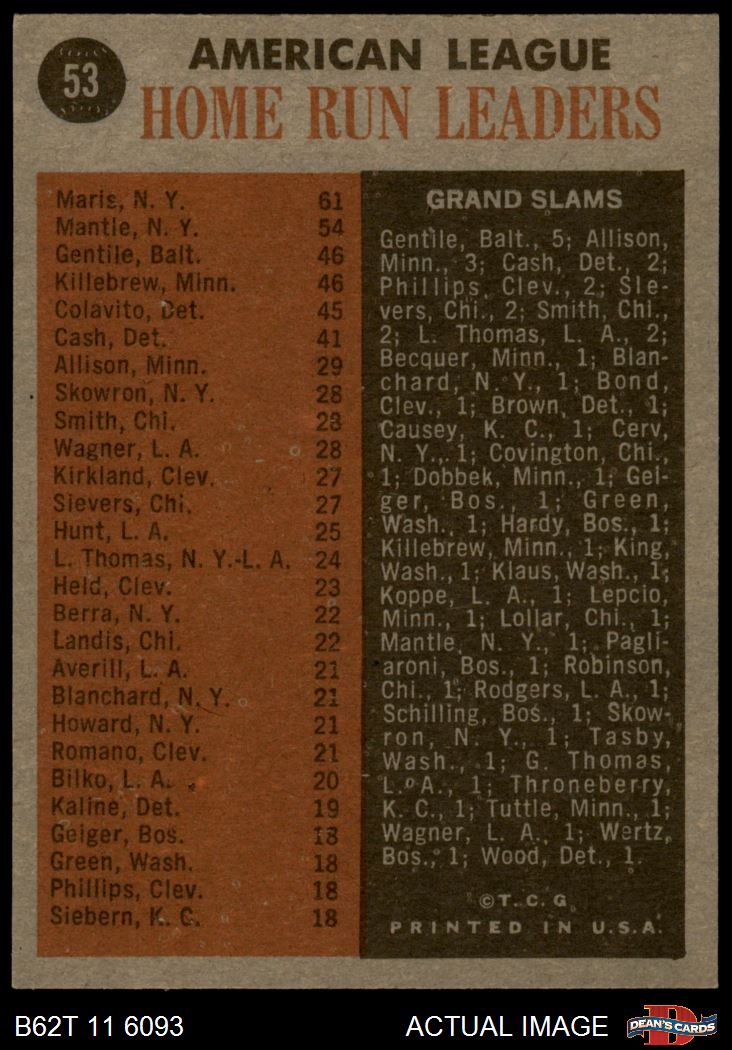 53
AMERICAN LEAGUE
HOME RUN LEADERS
Maris, N. Y. 61
Mantle, N. Y. 54
Gentile, Balt. 46
Killebrew, Minn. 46
Colavito, Det. 45
Cash, Det. 41
Allison, Minn. 29
Skowron, N. Y. 28
Smith, Chi. 28
Wagner, L. A. 28
Kirkland, Clev. 27
Sievers, Chi. 27
Hunt, L. A. 25
L. Thomas, N. Y.-L. A. 24
Held, Clev. 23
Berra, N. Y. 22
Landis, Chi. 22
Averill, L. A. 21
Blanchard, N. Y. 21
Howard, N. Y. 21
Romano, Clev. 21
Bilko, L. A. 20
Kaline, Det. 19
Geiger, Bos. 18
Green, Wash. 18
Phillips, Clev. 18
Siebern, K. C. 18
GRAND SLAMS
Gentile, Balt., 5; Allison,
Minn., 3; Cash, Det., 2;
Phillips, Clev., 2; Sie-
vers, Chi., 2; Smith, Chi.,
2; L. Thomas, L. A., 2;
Becquer, Minn., 1; Blan-
chard, N. Y., 1; Bond,
Clev., 1; Brown, Det., 1;
Causey, K. C., 1; Cerv,
N. Y., 1; Covington, Chi.,
1; Dobbek, Minn., 1; Gei-
ger, Bos., 1; Green,
Wash., 1; Hardy, Bos., 1;
Killebrew, Minn., 1; King,
Wash., 1; Klaus, Wash., 1;
Koppe, L. A., 1; Lepcio,
Minn., 1; Lollar, Chi., 1;
Mantle, N. Y., 1; Pagli-
aroni, Bos., 1; Robinson,
Chi., 1; Rodgers, L. A., 1;
Schilling, Bos., 1; Skow-
ron, N. Y., 1; Tasby,
Wash., 1; G. Thomas,
L. A., 1; Throneberry,
K. C., 1; Tuttle, Minn., 1;
Wagner, L. A., 1; Wertz,
Bos., 1; Wood, Det., 1.
©T. C. G.
PRINTED IN U.S.A.
B62T 11 6093
ACTUAL IMAGE
DEAN'S CARDS